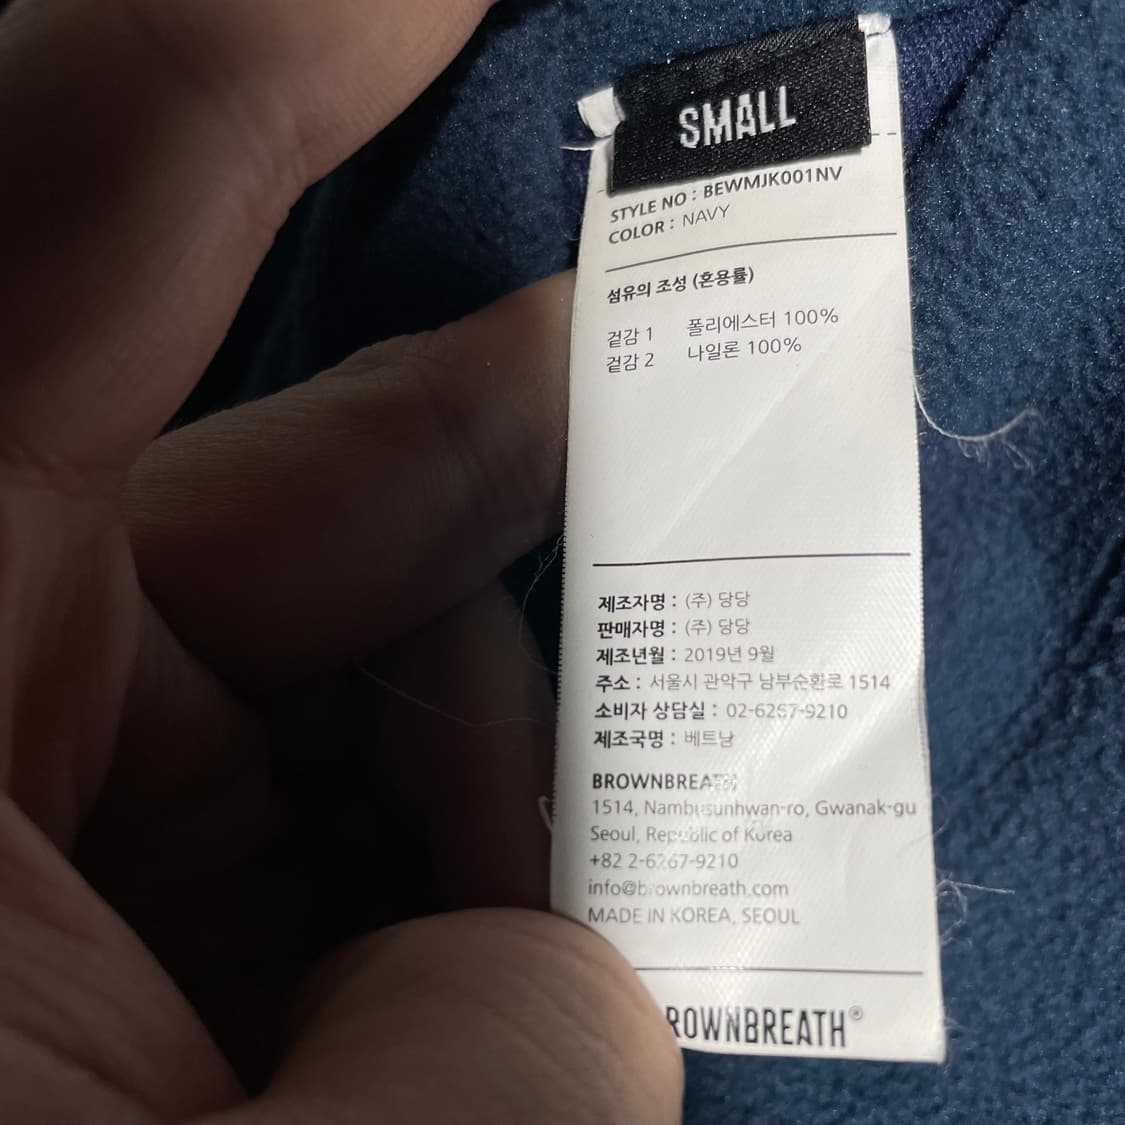 SMALL
STYLE NO : BEWMJK001NV
COLOR : NAVY
섬유의 조성 (혼용률)
겉감 1 폴리에스터 100%
겉감 2 나일론 100%
제조자명 : (주) 당당
판매자명 : (주) 당당
제조년월 : 2019년 9월
주소 : 서울시 관악구 남부순환로 1514
소비자 상담실 : 02-6267-9210
제조국명 : 베트남
BROWNBREATH
1514, Nambusunhwan-ro, Gwanak-gu
Seoul, Republic of Korea
+82 2-6267-9210
info@brownbreath.com
MADE IN KOREA, SEOUL
ROWNBREATH®